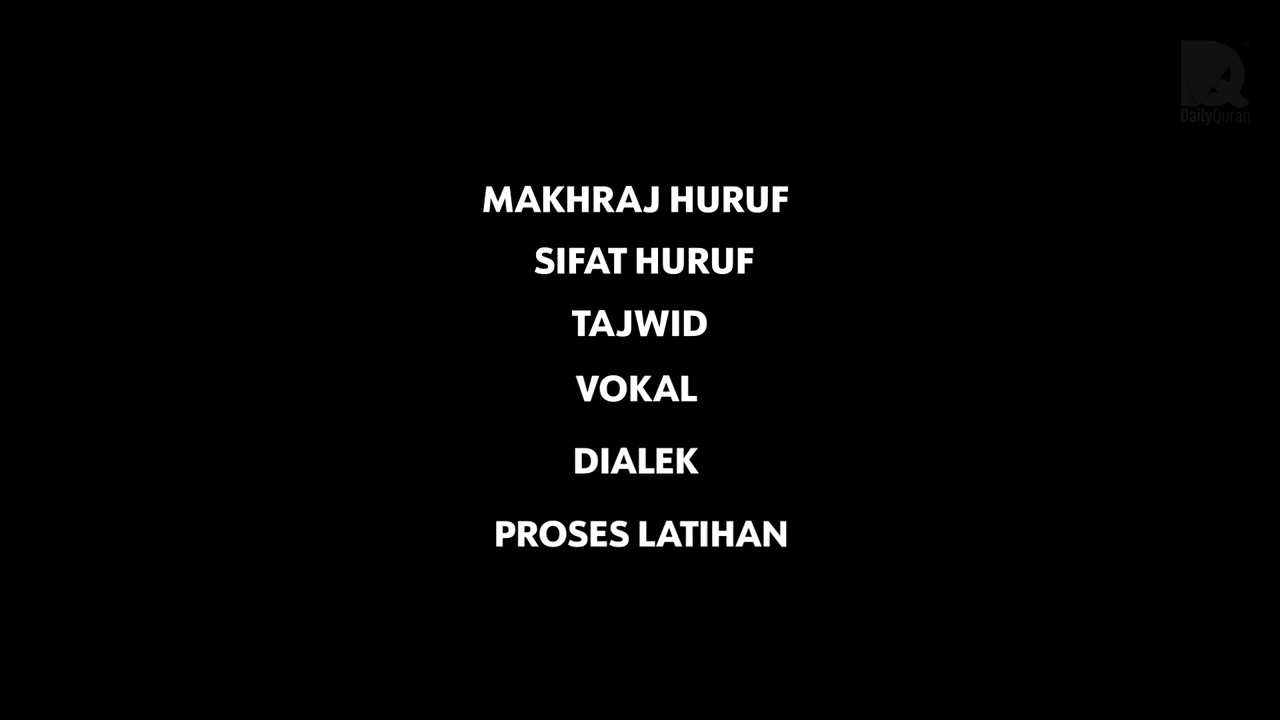 DailyQuran
MAKHRAJ HURUF
SIFAT HURUF
TAJWID
VOKAL
DIALEK
PROSES LATIHAN